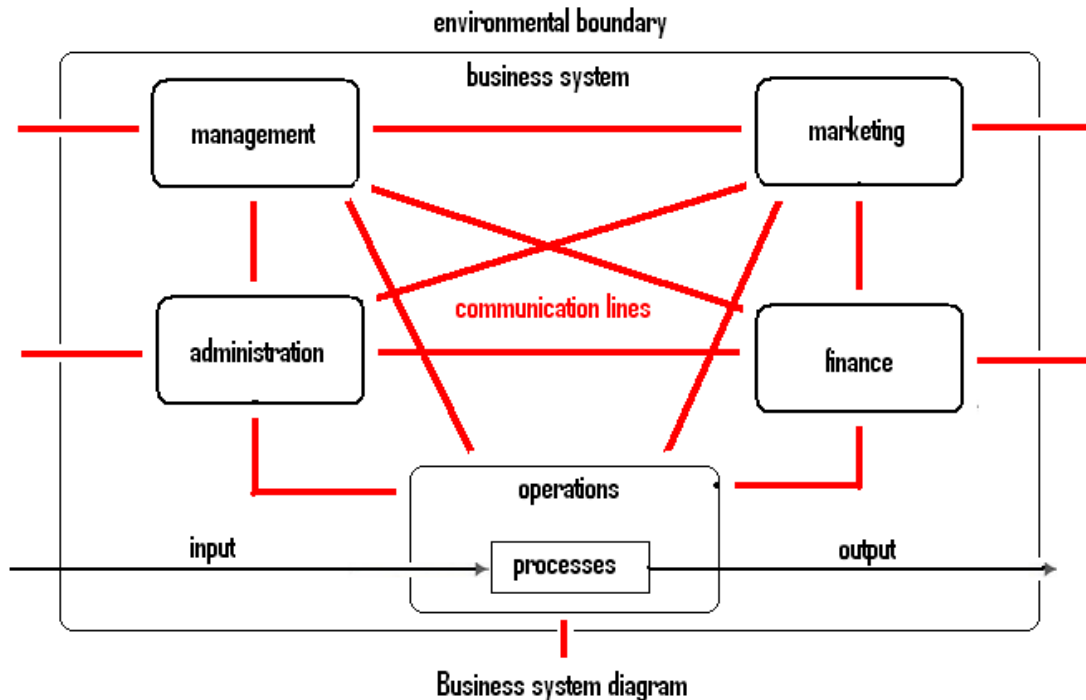 environmental boundary
business system
management
marketing
communication lines
administration
finance
operations
input
processes
output
Business system diagram